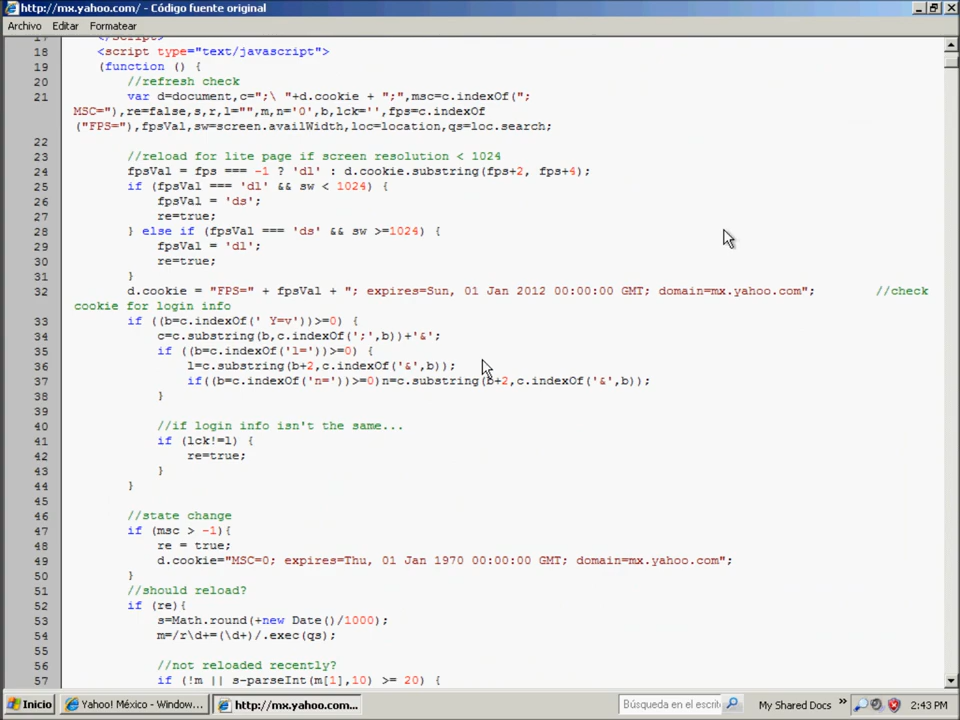 http://mx.yahoo.com/ - Código fuente original
Archivo Editar Formatear
17 </script>
18 <script type="text/javascript">
19 (function () {
20 //refresh check
21 var d=document,c=";\ "+d.cookie + ";",msc=c.indexOf(";
MSC="),re=false,s,r,l="",m,n='0',b,lck='',fps=c.indexOf
("FPS="),fpsVal,sw=screen.availWidth,loc=location,qs=loc.search;
22
23 //reload for lite page if screen resolution < 1024
24 fpsVal = fps === -1 ? 'dl' : d.cookie.substring(fps+2, fps+4);
25 if (fpsVal === 'dl' && sw < 1024) {
26 fpsVal = 'ds';
27 re=true;
28 } else if (fpsVal === 'ds' && sw >=1024) {
29 fpsVal = 'dl';
30 re=true;
31 }
32 d.cookie = "FPS=" + fpsVal + "; expires=Sun, 01 Jan 2012 00:00:00 GMT; domain=mx.yahoo.com"; //check
cookie for login info
33 if ((b=c.indexOf(' Y=v'))>=0) {
34 c=c.substring(b,c.indexOf(';',b))+'&';
35 if ((b=c.indexOf('l='))>=0) {
36 l=c.substring(b+2,c.indexOf('&',b));
37 if((b=c.indexOf('n='))>=0)n=c.substring(b+2,c.indexOf('&',b));
38 }
39
40 //if login info isn't the same...
41 if (lck!=l) {
42 re=true;
43 }
44 }
45
46 //state change
47 if (msc > -1){
48 re = true;
49 d.cookie="MSC=0; expires=Thu, 01 Jan 1970 00:00:00 GMT; domain=mx.yahoo.com";
50 }
51 //should reload?
52 if (re){
53 s=Math.round(+new Date()/1000);
54 m=/r\d+=(\d+)/.exec(qs);
55
56 //not reloaded recently?
57 if (!m || s-parseInt(m[1],10) >= 20) {
Inicio Yahoo! México - Window... http://mx.yahoo.com... Búsqueda en el escrit My Shared Docs » 2:43 PM